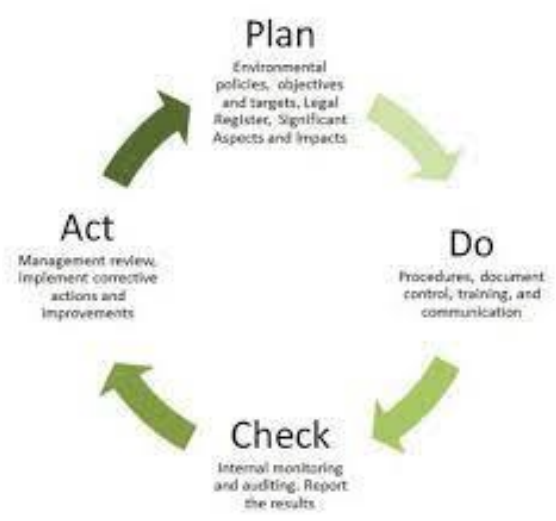 Plan
Environmental
policies, objectives
and targets, Legal
Register, Significant
Aspects and Impacts
Do
Procedures, document
control, training, and
communication
Check
Internal monitoring
and auditing. Report
the results
Act
Management review,
Implement corrective
actions and
improvements